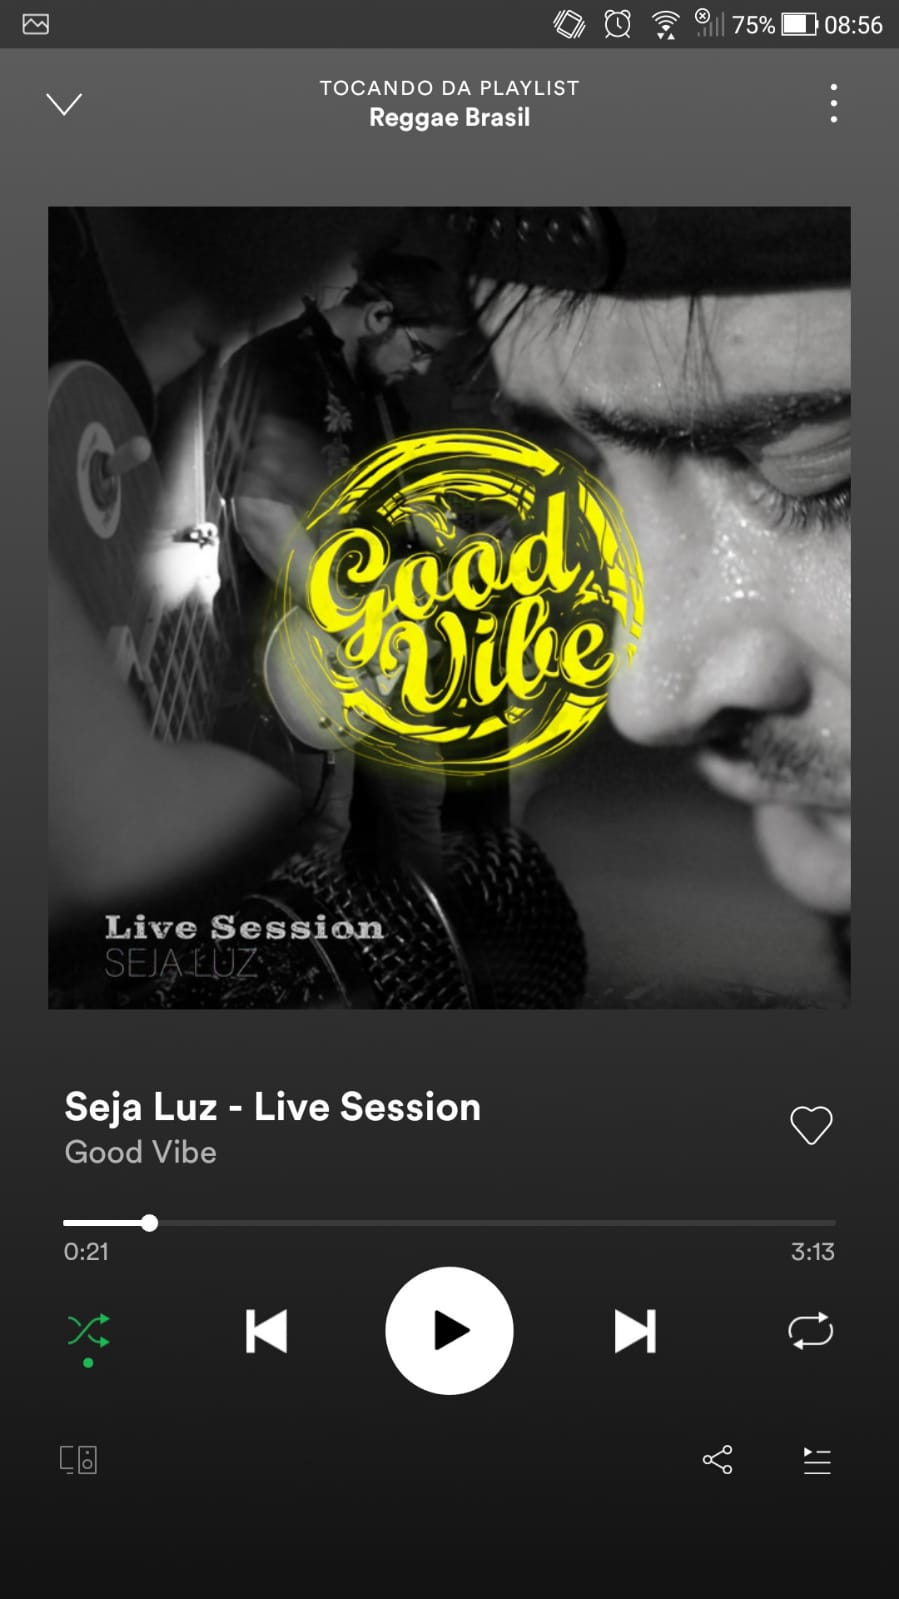 75% 08:56
TOCANDO DA PLAYLIST
Reggae Brasil
Good
Vibe
Live Session
SEJA LUZ
Seja Luz - Live Session
Good Vibe
0:21 3:13